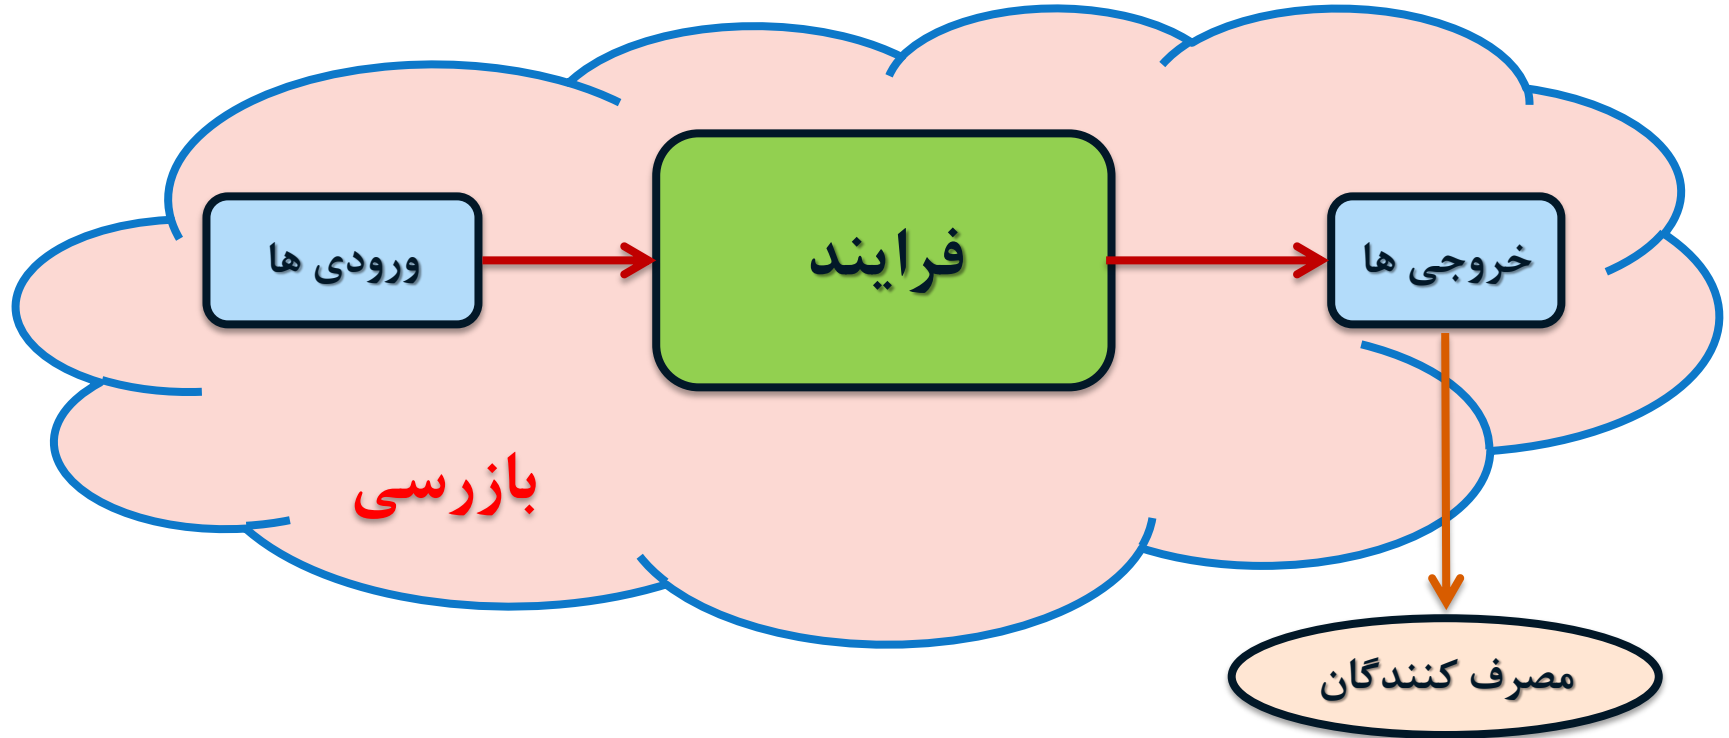 ورودی ها
فرایند
خروجی ها
بازرسی
مصرف کنندگان